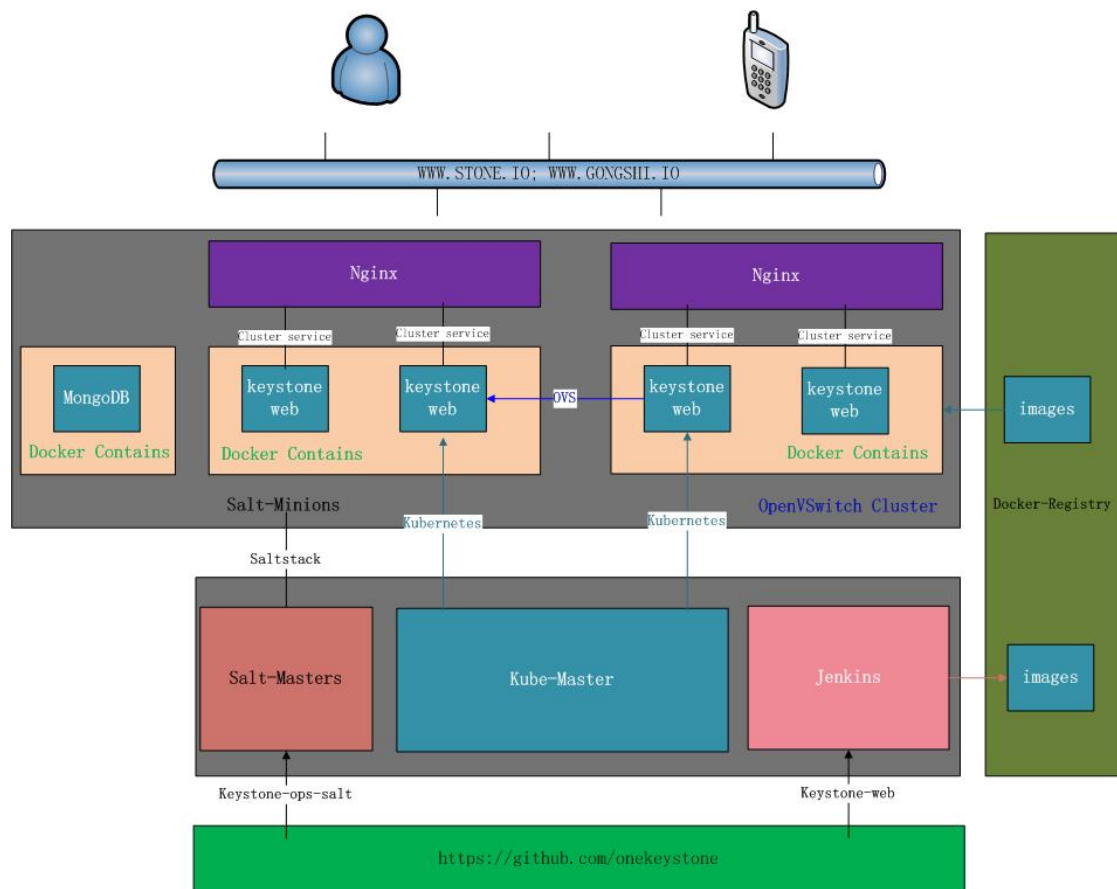 WWW.STONE.IO; WWW.GONGSHI.IO
Nginx
Nginx
Cluster service
Cluster service
Cluster service
Cluster service
MongoDB
keystone
web
keystone
web
OVS
keystone
web
keystone
web
images
Docker Contains
Docker Contains
Docker Contains
Salt-Minions
OpenVSwitch Cluster
Docker-Registry
Kubernetes
Kubernetes
Saltstack
Salt-Masters
Kube-Master
Jenkins
images
Keystone-ops-salt
Keystone-web
https://github.com/onekeystone